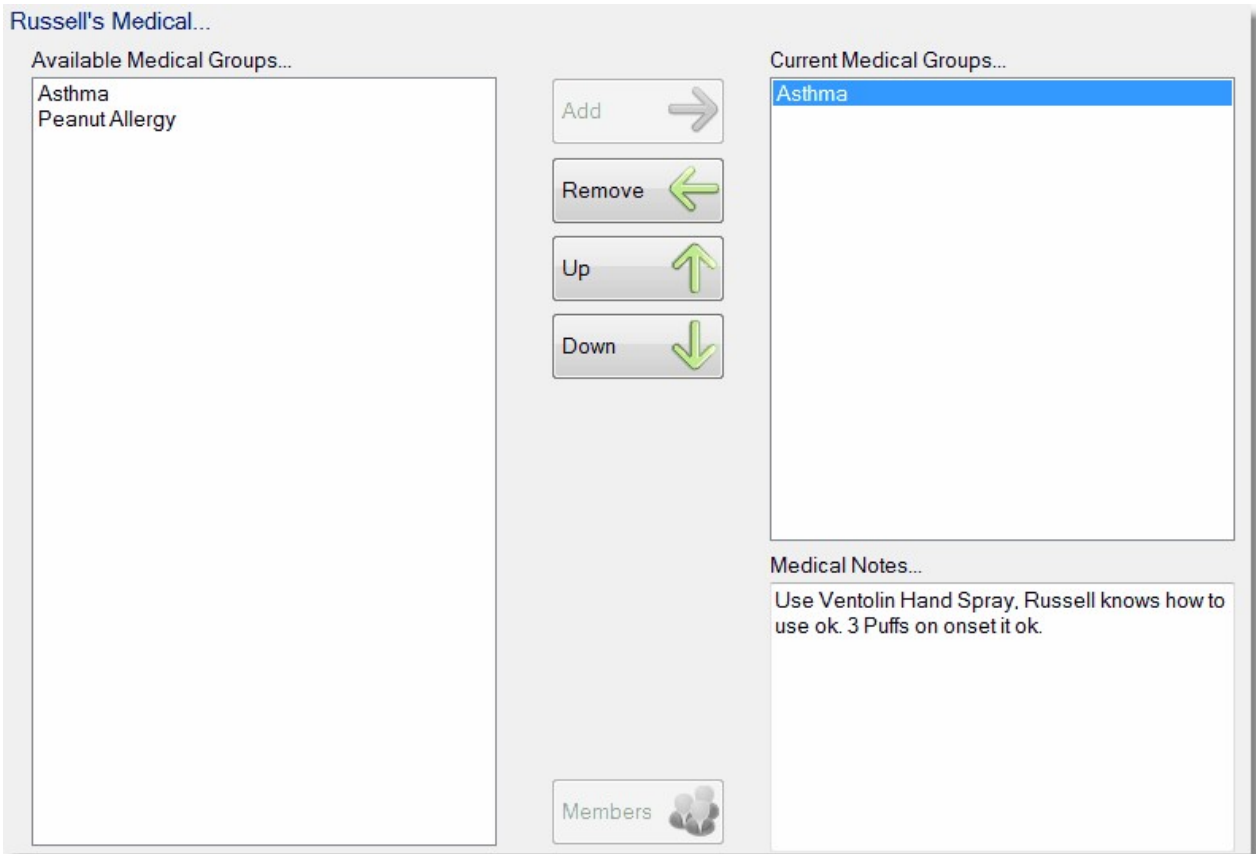 Russell's Medical...
Available Medical Groups...
Asthma
Peanut Allergy
Add
Remove
Up
Down
Members
Current Medical Groups...
Asthma
Medical Notes...
Use Ventolin Hand Spray, Russell knows how to
use ok. 3 Puffs on onset it ok.